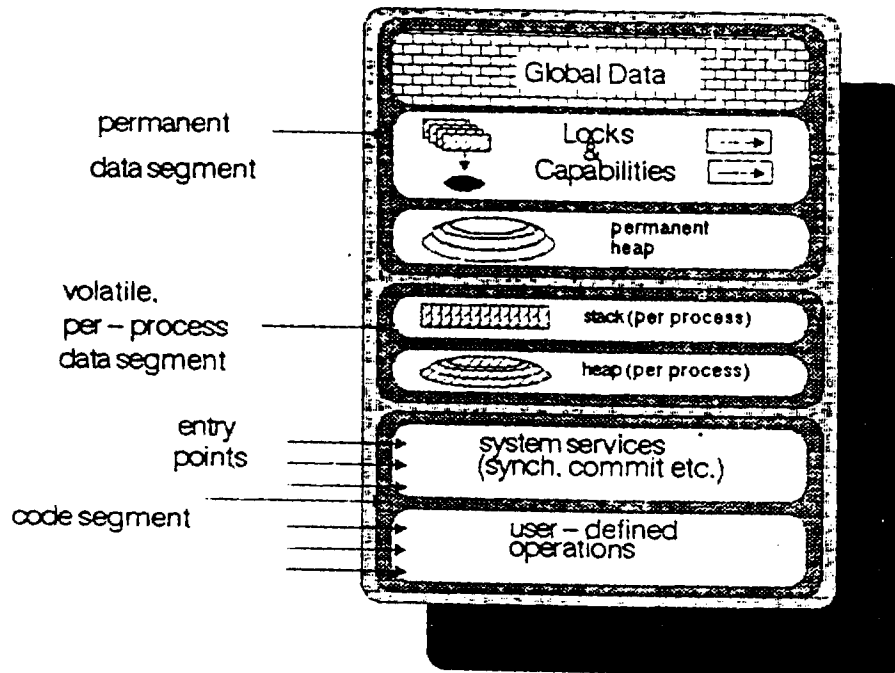 Global Data
permanent
data segment
Locks
&
Capabilities
permanent
heap
volatile,
per – process
data segment
stack (per process)
heap (per process)
entry
points
system services
(synch. commit etc.)
code segment
user – defined
operations